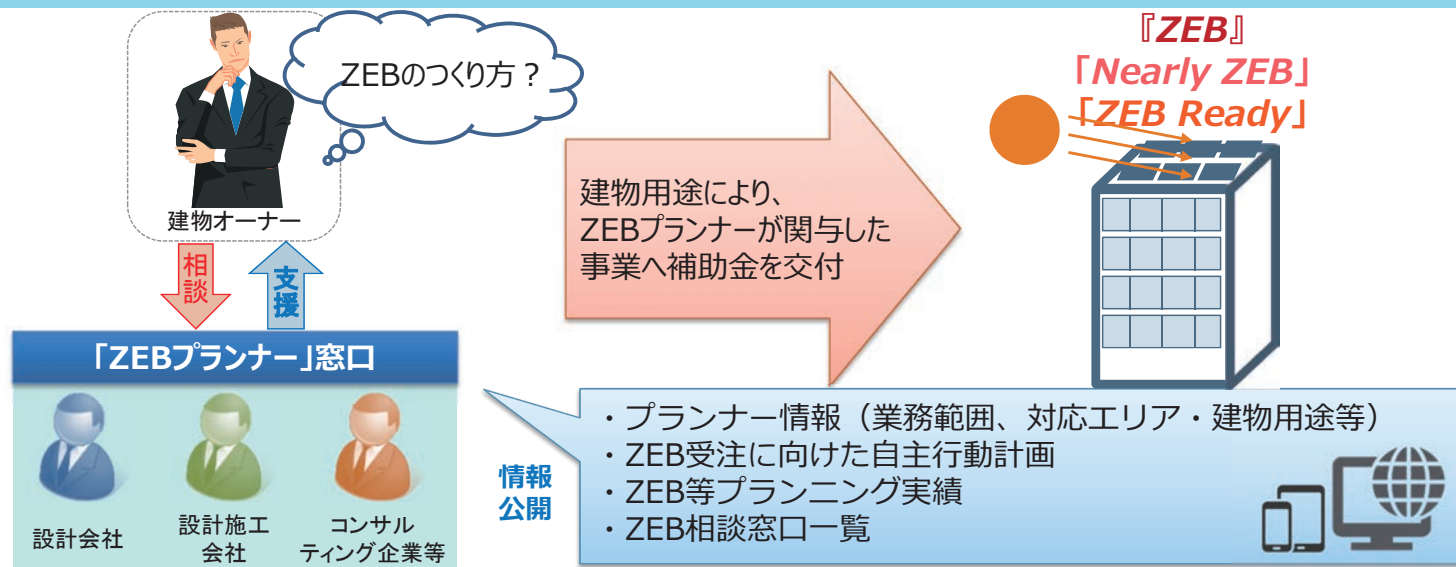 ZEBのつくり方？
建物オーナー
相談
支援
「ZEBプランナー」窓口
設計会社
設計施工
会社
コンサル
ティング企業等
建物用途により、
ZEBプランナーが関与した
事業へ補助金を交付
『ZEB』
「Nearly ZEB」
「ZEB Ready」
情報
公開
・プランナー情報（業務範囲、対応エリア・建物用途等）
・ZEB受注に向けた自主行動計画
・ZEB等プランニング実績
・ZEB相談窓口一覧